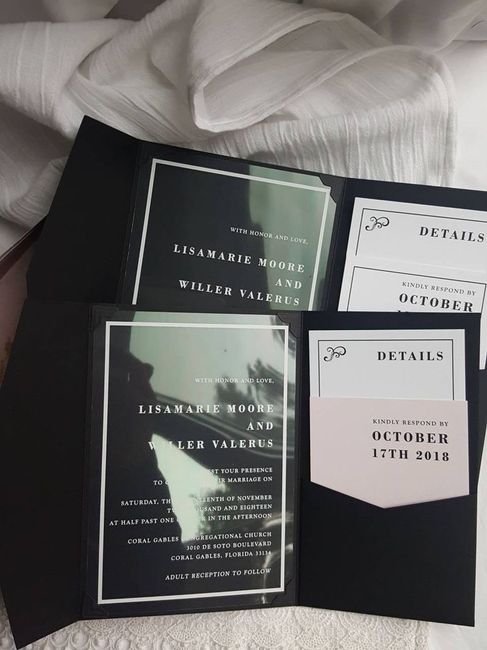 WITH HONOR AND LOVE,
LISAMARIE MOORE
AND
WILLER VALERUS
DETAILS
KINDLY RESPOND BY
OCTOBER
WITH HONOR AND LOVE,
LISAMARIE MOORE
AND
WILLER VALERUS
YOUR PRESENCE
TO MARRIAGE ON
SATURDAY, OF NOVEMBER
AND EIGHTEEN
AT HALF PAST ONE IN THE AFTERNOON
CORAL GABLES CONGREGATIONAL CHURCH
3010 DE SOTO BOULEVARD
CORAL GABLES, FLORIDA 33134
ADULT RECEPTION TO FOLLOW
DETAILS
KINDLY RESPOND BY
OCTOBER
17TH 2018